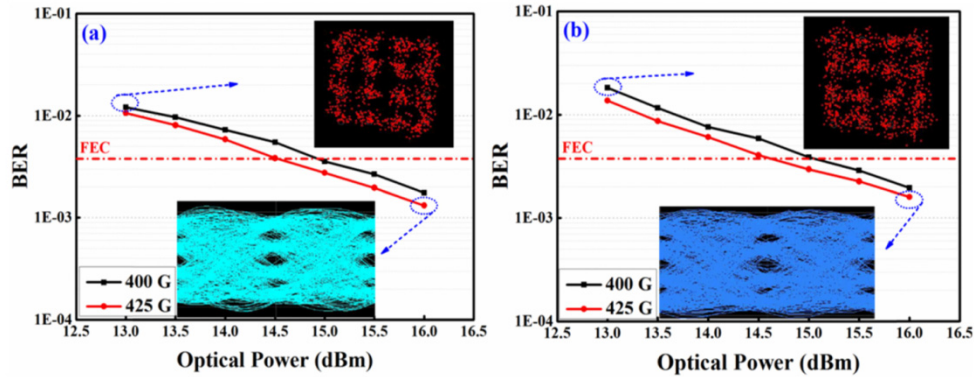 (a)
BER
1E-01
1E-02
FEC
1E-03
1E-04
400 G
425 G
12.5 13.0 13.5 14.0 14.5 15.0 15.5 16.0 16.5
Optical Power (dBm)
(b)
BER
1E-01
1E-02
FEC
1E-03
1E-04
400 G
425 G
12.5 13.0 13.5 14.0 14.5 15.0 15.5 16.0 16.5
Optical Power (dBm)